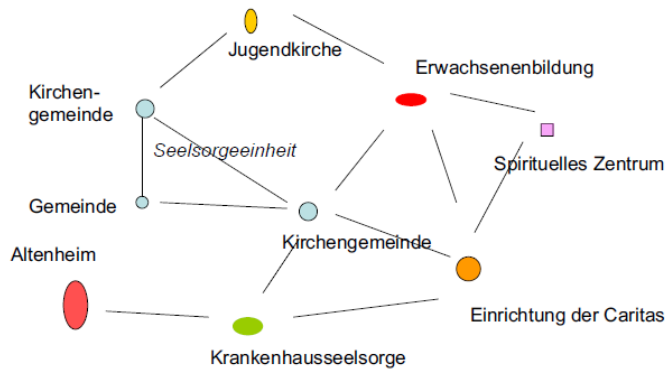 Jugendkirche
Erwachsenenbildung
Kirchen-
gemeinde
Seelsorgeeinheit
Spirituelles Zentrum
Gemeinde
Kirchengemeinde
Altenheim
Einrichtung der Caritas
Krankenhausseelsorge